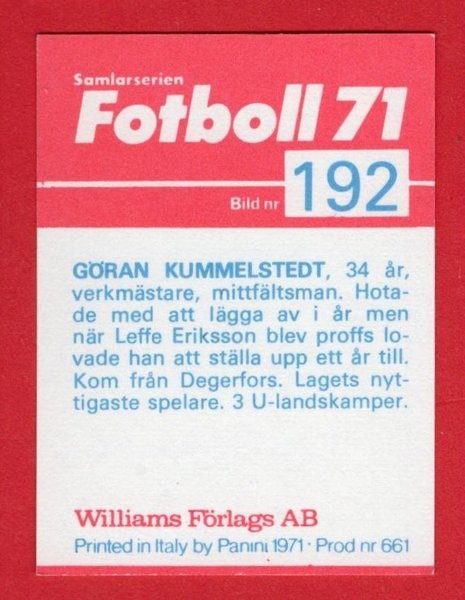 Samlarserien
Fotboll 71
Bild nr 192
GÖRAN KUMMELSTEDT, 34 år,
verkmästare, mittfältsman. Hota-
de med att lägga av i år men
när Leffe Eriksson blev proffs lo-
vade han att ställa upp ett år till.
Kom från Degerfors. Lagets nyt-
tigaste spelare. 3 U-landskamper.
Williams Förlags AB
Printed in Italy by Panini 1971 · Prod nr 661